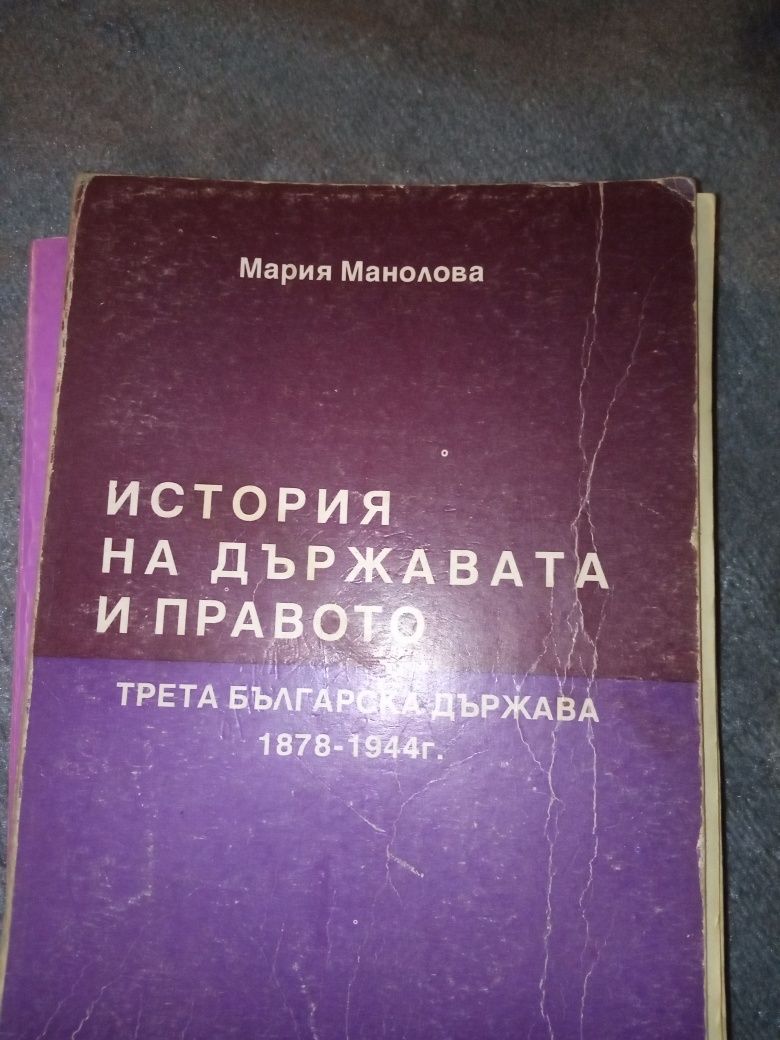 Мария Манолова
ИСТОРИЯ
НА ДЪРЖАВАТА
И ПРАВОТО
ТРЕТА БЪЛГАРСКА ДЪРЖАВА
1878-1944г.